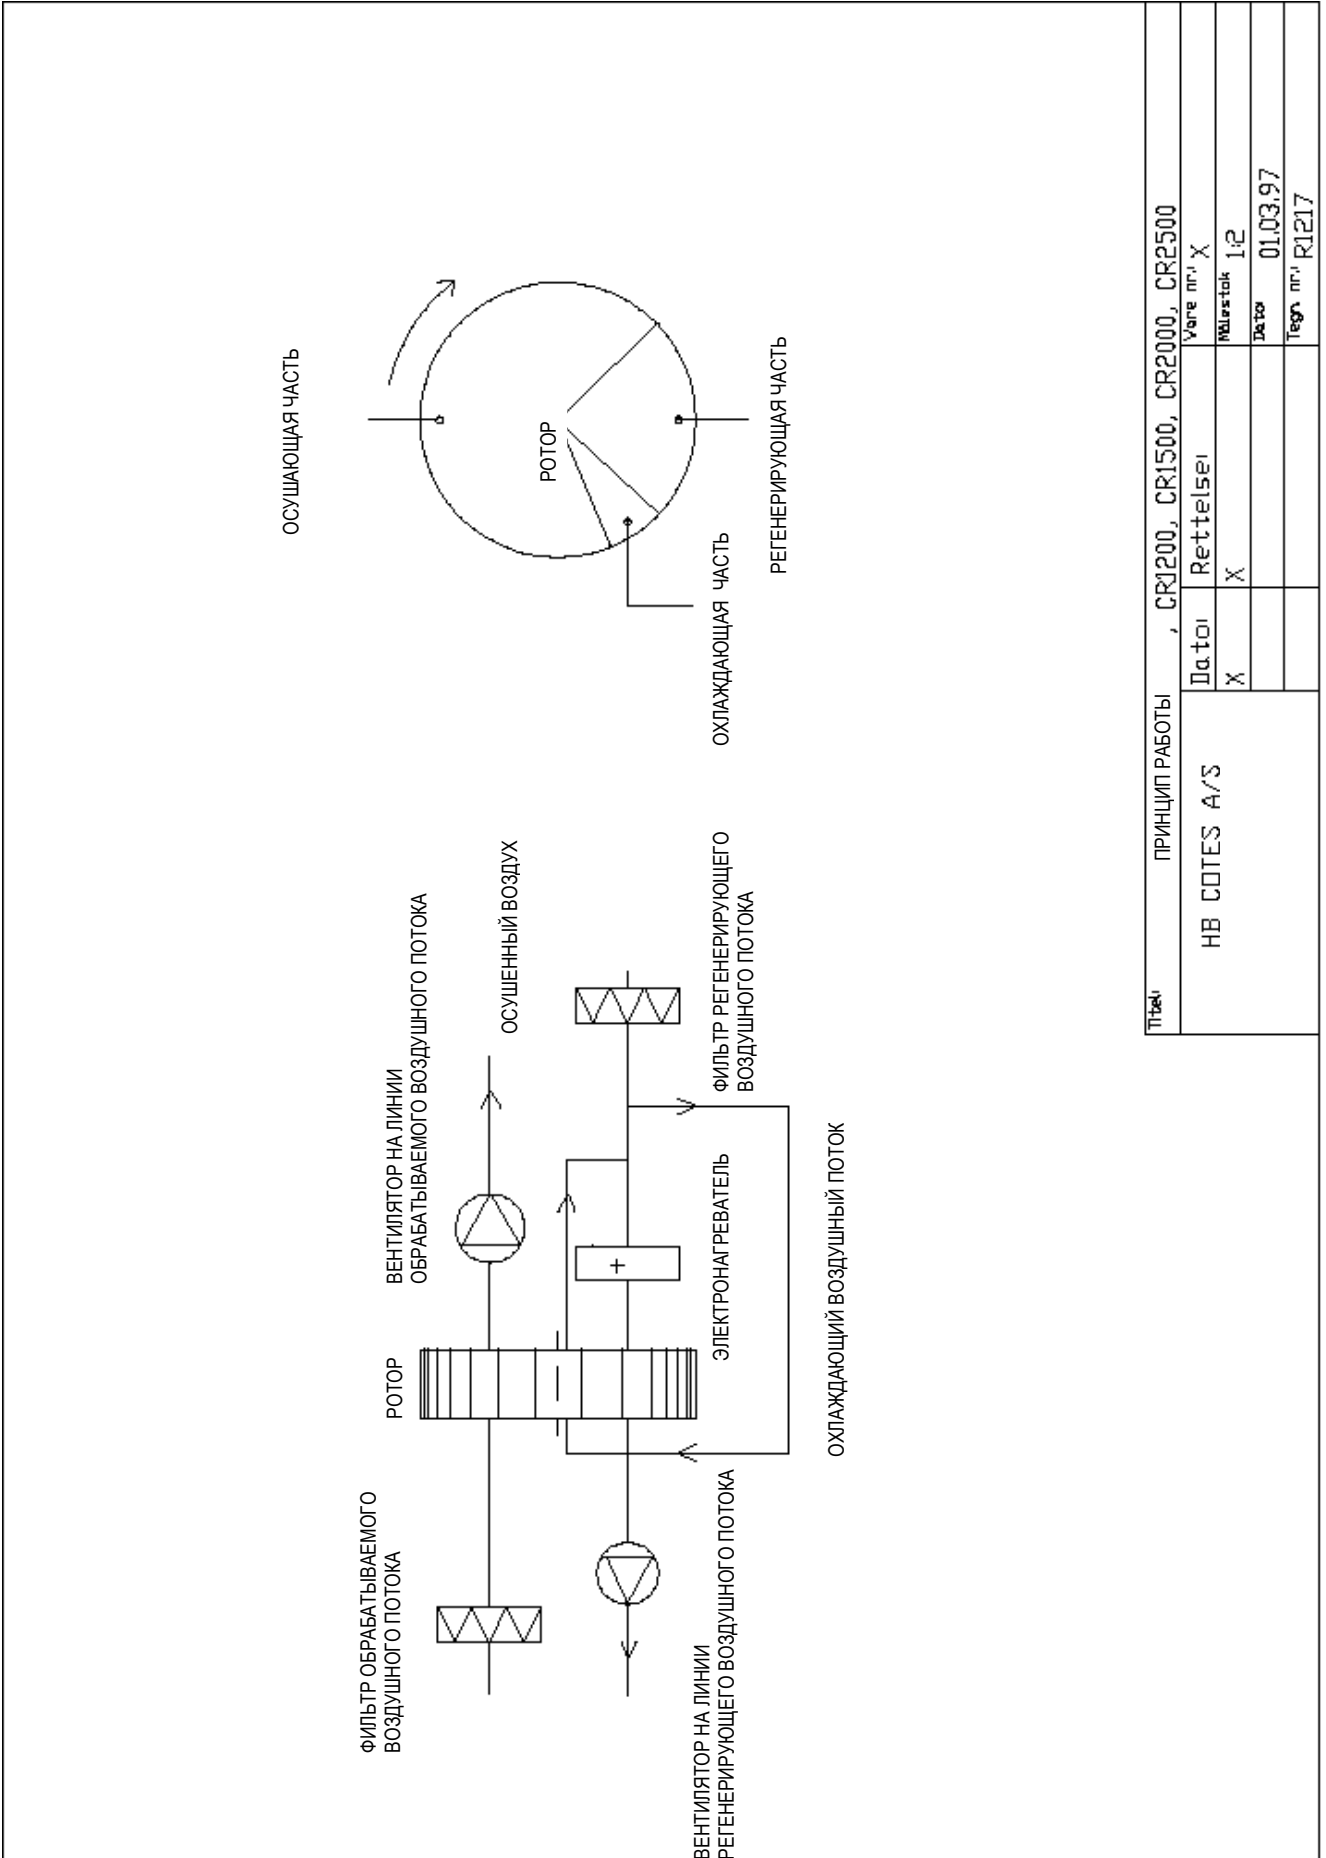 ФИЛЬТР ОБРАБАТЫВАЕМОГО
ВОЗДУШНОГО ПОТОКА
РОТОР
ВЕНТИЛЯТОР НА ЛИНИИ
ОБРАБАТЫВАЕМОГО ВОЗДУШНОГО ПОТОКА
ОСУШЕННЫЙ ВОЗДУХ
ВЕНТИЛЯТОР НА ЛИНИИ
РЕГЕНЕРИРУЮЩЕГО ВОЗДУШНОГО ПОТОКА
+
ЭЛЕКТРОНАГРЕВАТЕЛЬ
ФИЛЬТР РЕГЕНЕРИРУЮЩЕГО
ВОЗДУШНОГО ПОТОКА
ОХЛАЖДАЮЩИЙ ВОЗДУШНЫЙ ПОТОК
ОСУШАЮЩАЯ ЧАСТЬ
РОТОР
ОХЛАЖДАЮЩАЯ ЧАСТЬ
РЕГЕНЕРИРУЮЩАЯ ЧАСТЬ
Titel: ПРИНЦИП РАБОТЫ , CR1200, CR1500, CR2000, CR2500
HB COTES A/S
Dato: Rettelse: Vare nr.: X
X X Målestok 1:2
Dato: 01.03.97
Tegn. nr.: R1217